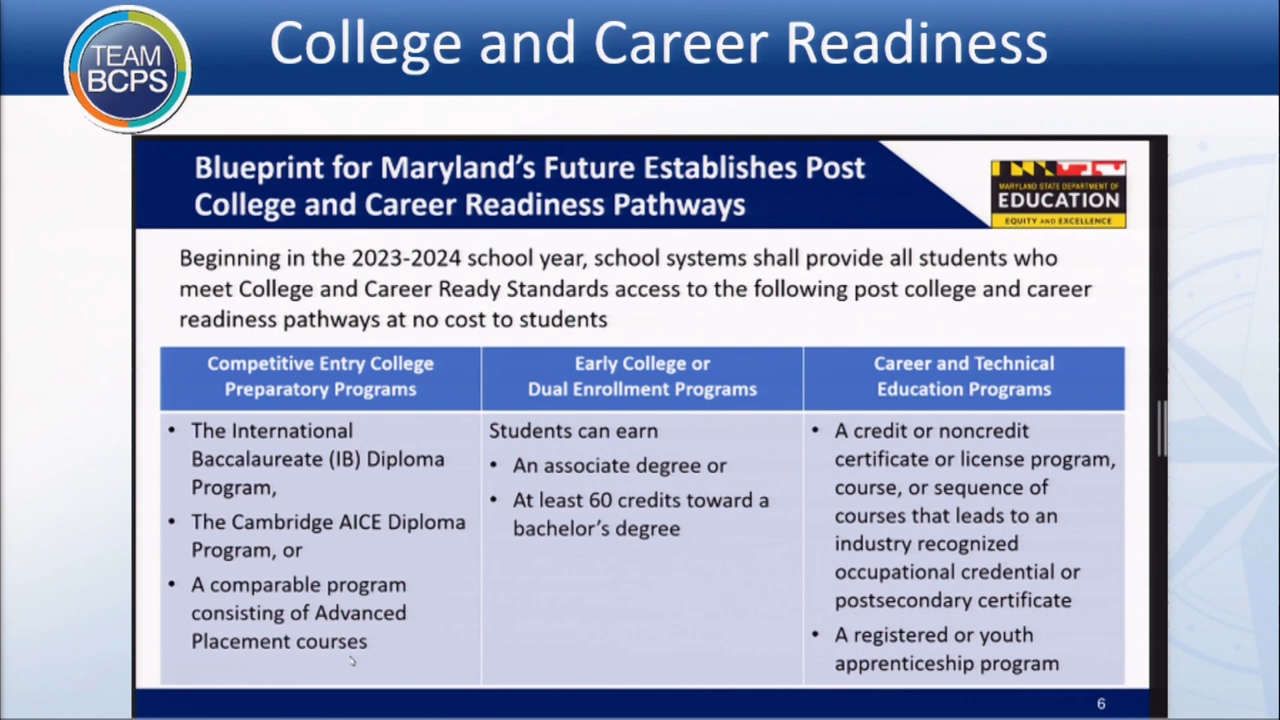 College and Career Readiness
TEAM
BCPS
Blueprint for Maryland's Future Establishes Post
College and Career Readiness Pathways
MARYLAND STATE DEPARTMENT OF
EDUCATION
EQUITY AND EXCELLENCE
Beginning in the 2023-2024 school year, school systems shall provide all students who
meet College and Career Ready Standards access to the following post college and career
readiness pathways at no cost to students
Competitive Entry College
Preparatory Programs
• The International
Baccalaureate (IB) Diploma
Program,
• The Cambridge AICE Diploma
Program, or
• A comparable program
consisting of Advanced
Placement courses
Early College or
Dual Enrollment Programs
Students can earn
• An associate degree or
• At least 60 credits toward a
bachelor's degree
Career and Technical
Education Programs
• A credit or noncredit
certificate or license program,
course, or sequence of
courses that leads to an
industry recognized
occupational credential or
postsecondary certificate
• A registered or youth
apprenticeship program
6